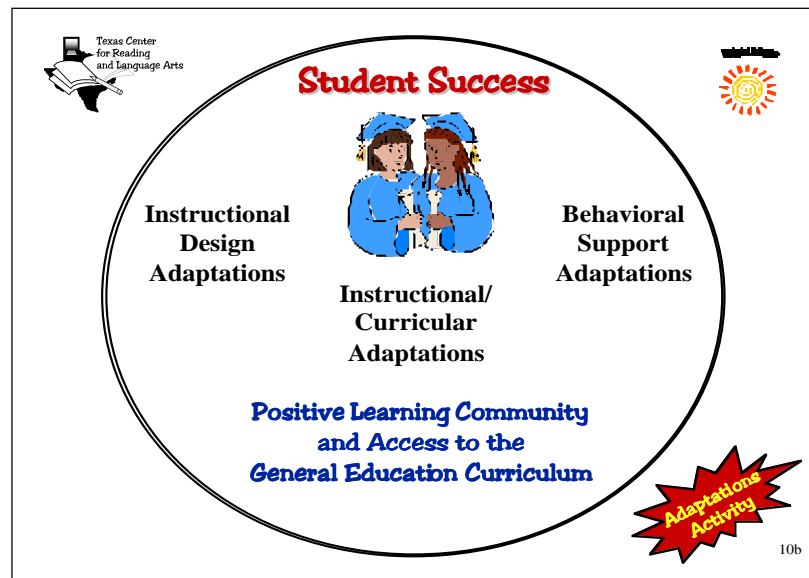 Texas Center
for Reading
and Language Arts
Student Success
Instructional
Design
Adaptations
Behavioral
Support
Adaptations
Instructional/
Curricular
Adaptations
Positive Learning Community
and Access to the
General Education Curriculum
Adaptations
Activity
10b